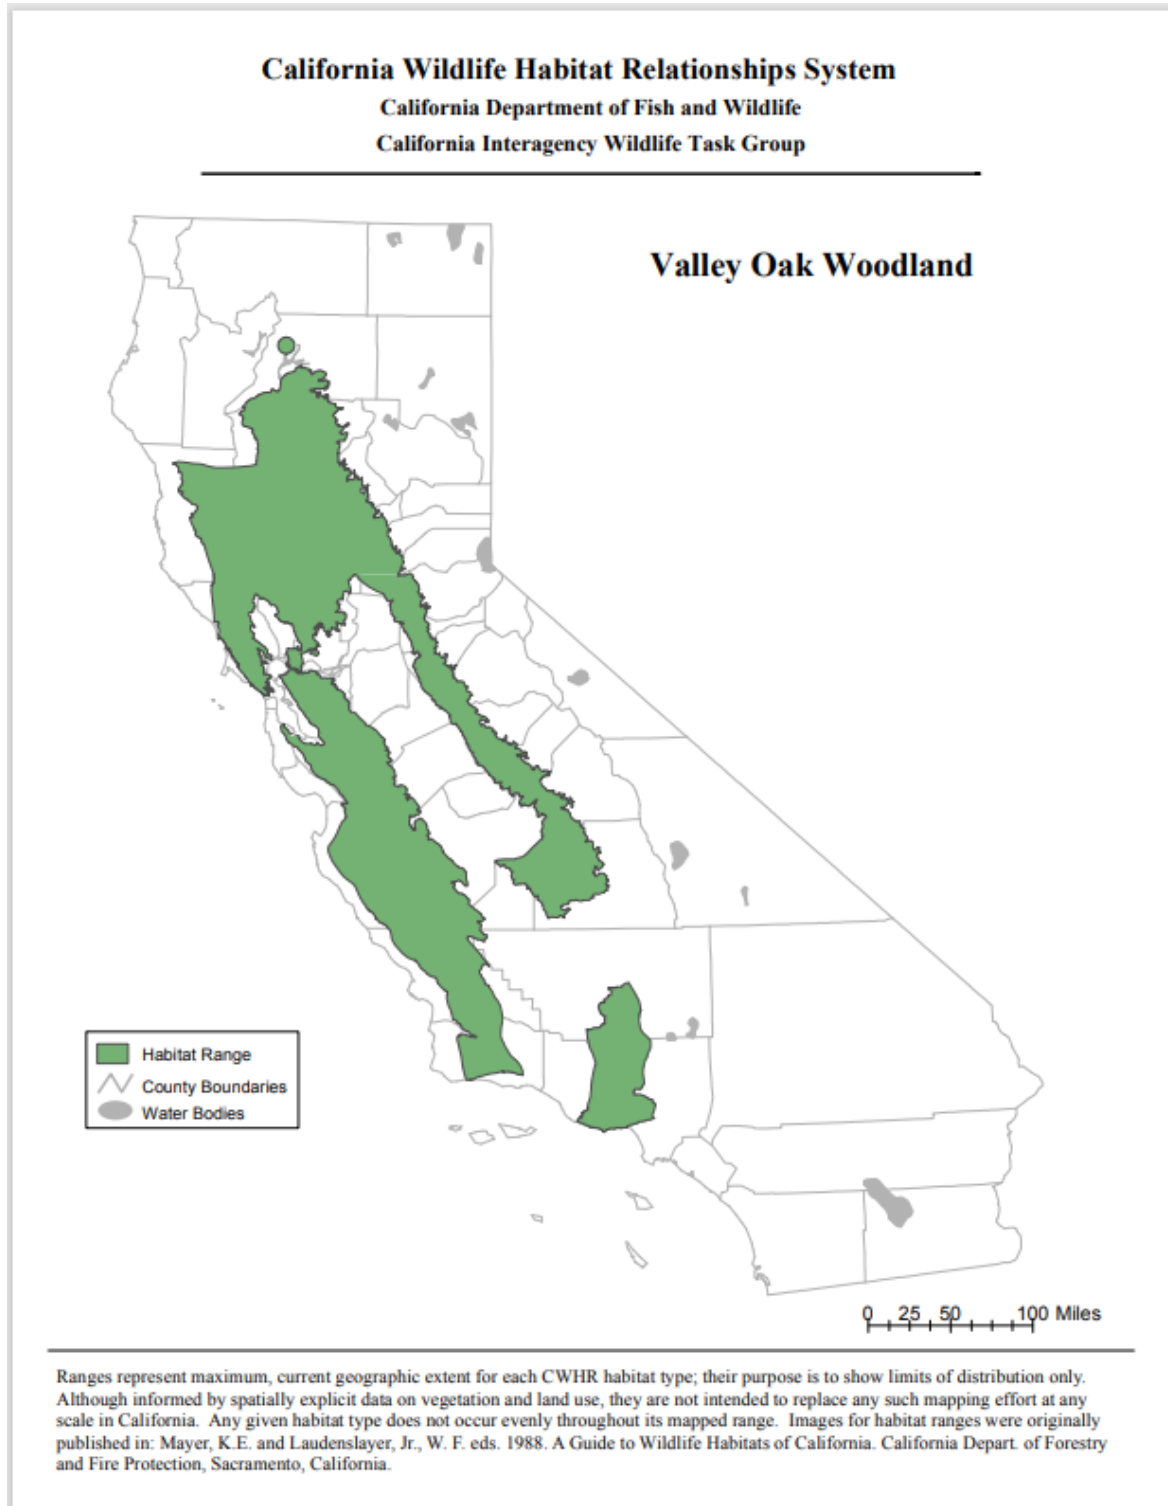 California Wildlife Habitat Relationships System
California Department of Fish and Wildlife
California Interagency Wildlife Task Group
Valley Oak Woodland
Habitat Range
County Boundaries
Water Bodies
0 25 50 100 Miles
Ranges represent maximum, current geographic extent for each CWHR habitat type; their purpose is to show limits of distribution only.
Although informed by spatially explicit data on vegetation and land use, they are not intended to replace any such mapping effort at any
scale in California. Any given habitat type does not occur evenly throughout its mapped range. Images for habitat ranges were originally
published in: Mayer, K.E. and Laudenslayer, Jr., W. F. eds. 1988. A Guide to Wildlife Habitats of California. California Depart. of Forestry
and Fire Protection, Sacramento, California.